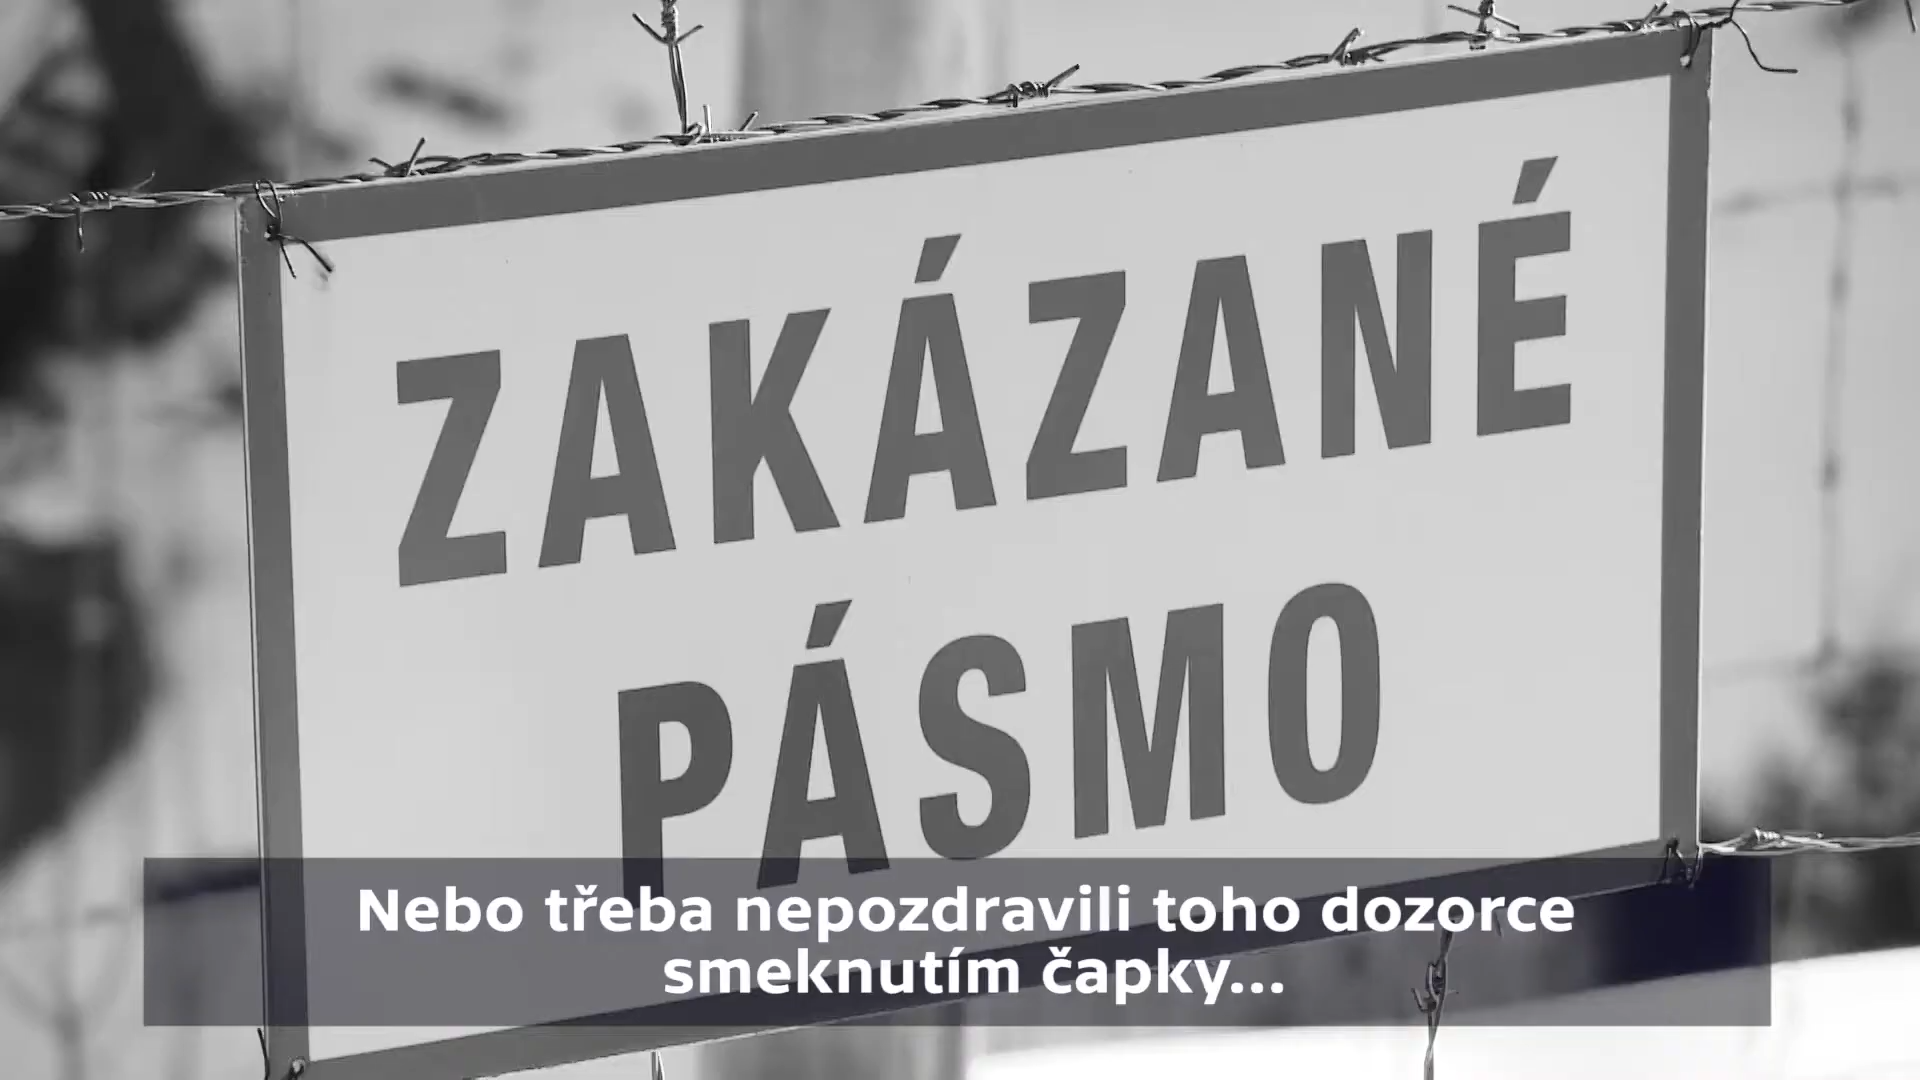 ZAKÁZANÉ
PÁSMO
Nebo třeba nepozdravili toho dozorce
smeknutím čapky...